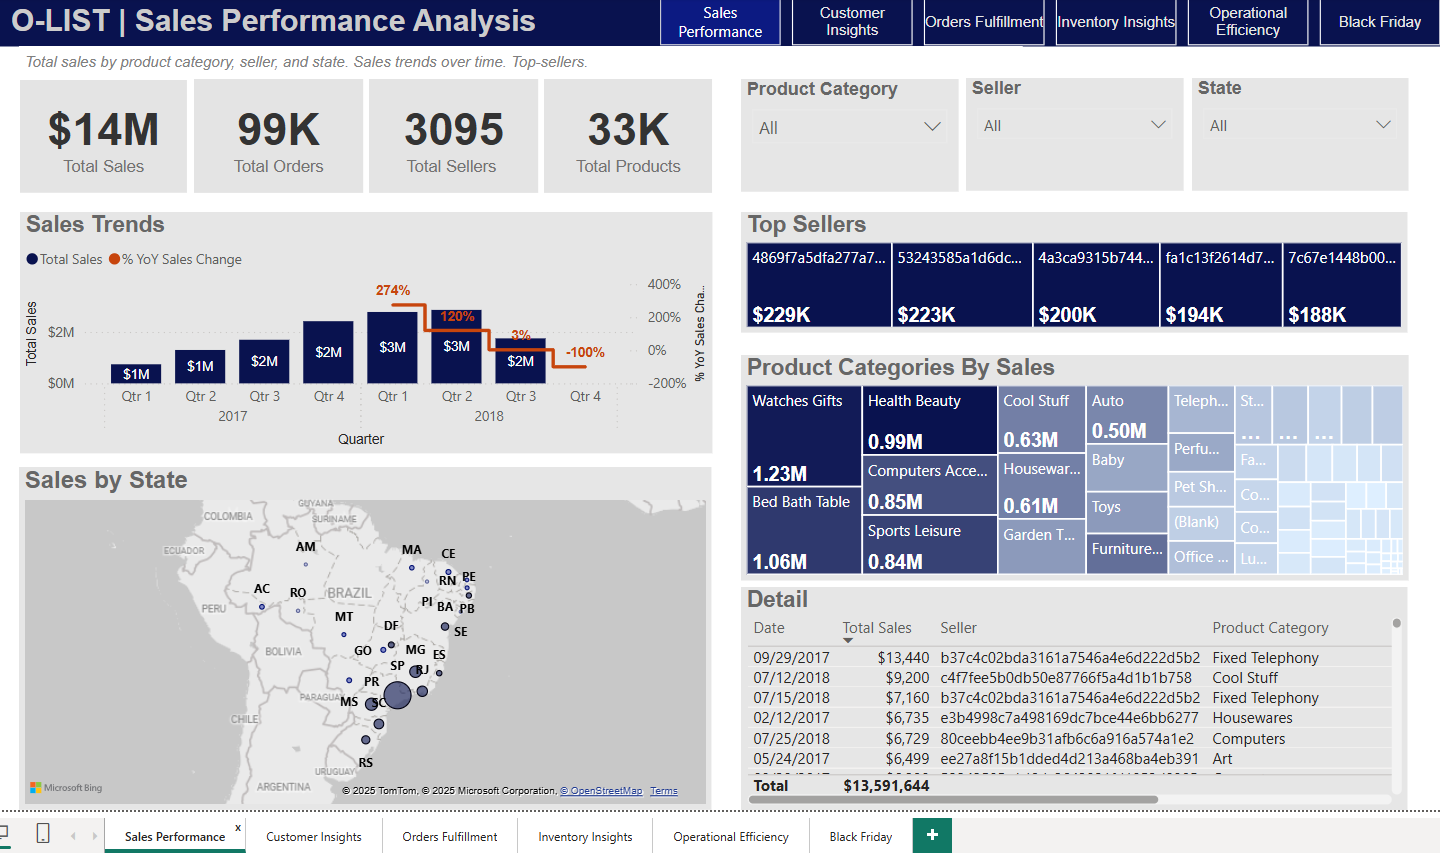 O-LIST | Sales Performance Analysis
Sales Performance
Customer Insights
Orders Fulfillment
Inventory Insights
Operational Efficiency
Black Friday
Total sales by product category, seller, and state. Sales trends over time. Top-sellers.
$14M
Total Sales
99K
Total Orders
3095
Total Sellers
33K
Total Products
Product Category
All
Seller
All
State
All
Sales Trends
Total Sales
% YoY Sales Change
Total Sales
$2M
$0M
$1M
$1M
$2M
$2M
$3M
$3M
$2M
274%
120%
3%
-100%
400%
200%
0%
-200%
% YoY Sales Cha...
Qtr 1
Qtr 2
Qtr 3
Qtr 4
Qtr 1
Qtr 2
Qtr 3
Qtr 4
2017
2018
Quarter
Top Sellers
4869f7a5dfa277a7...
$229K
53243585a1d6dc...
$223K
4a3ca9315b744...
$200K
fa1c13f2614d7...
$194K
7c67e1448b00...
$188K
Product Categories By Sales
Watches Gifts
1.23M
Bed Bath Table
1.06M
Health Beauty
0.99M
Computers Acce...
0.85M
Sports Leisure
0.84M
Cool Stuff
0.63M
Housewar...
0.61M
Garden T...
Auto
0.50M
Baby
Toys
Furniture...
Teleph...
Perfu...
Pet Sh...
(Blank)
Office ...
St...
...
...
...
Fa...
Co...
Co...
Lu...
Sales by State
GUYANA
COLOMBIA
SURINAME
ECUADOR
AM
MA
CE
RN
PE
AC
RO
BRAZIL
PI
BA
PB
PERU
MT
DF
SE
BOLIVIA
GO
MG
ES
SP
RJ
PR
PARAGUAY
MS
SC
CHILE
RS
URUGUAY
ARGENTINA
Microsoft Bing
© 2025 TomTom, © 2025 Microsoft Corporation, © OpenStreetMap Terms
Detail
Date Total Sales Seller Product Category
09/29/2017 $13,440 b37c4c02bda3161a7546a4e6d222d5b2 Fixed Telephony
07/12/2018 $9,200 c4f7fee5b0db50e87766f5a4d1b1b758 Cool Stuff
07/15/2018 $7,160 b37c4c02bda3161a7546a4e6d222d5b2 Fixed Telephony
02/12/2017 $6,735 e3b4998c7a498169dc7bce44e6bb6277 Housewares
07/25/2018 $6,729 80ceebb4ee9b31afb6c6a916a574a1e2 Computers
05/24/2017 $6,499 ee27a8f15b1dded4d213a468ba4eb391 Art
Total $13,591,644
Sales Performance x
Customer Insights
Orders Fulfillment
Inventory Insights
Operational Efficiency
Black Friday
+